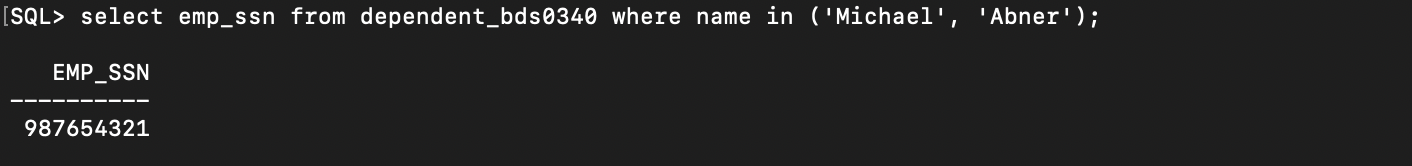 [SQL> select emp_ssn from dependent_bds0340 where name in ('Michael', 'Abner');
EMP_SSN
----------
987654321